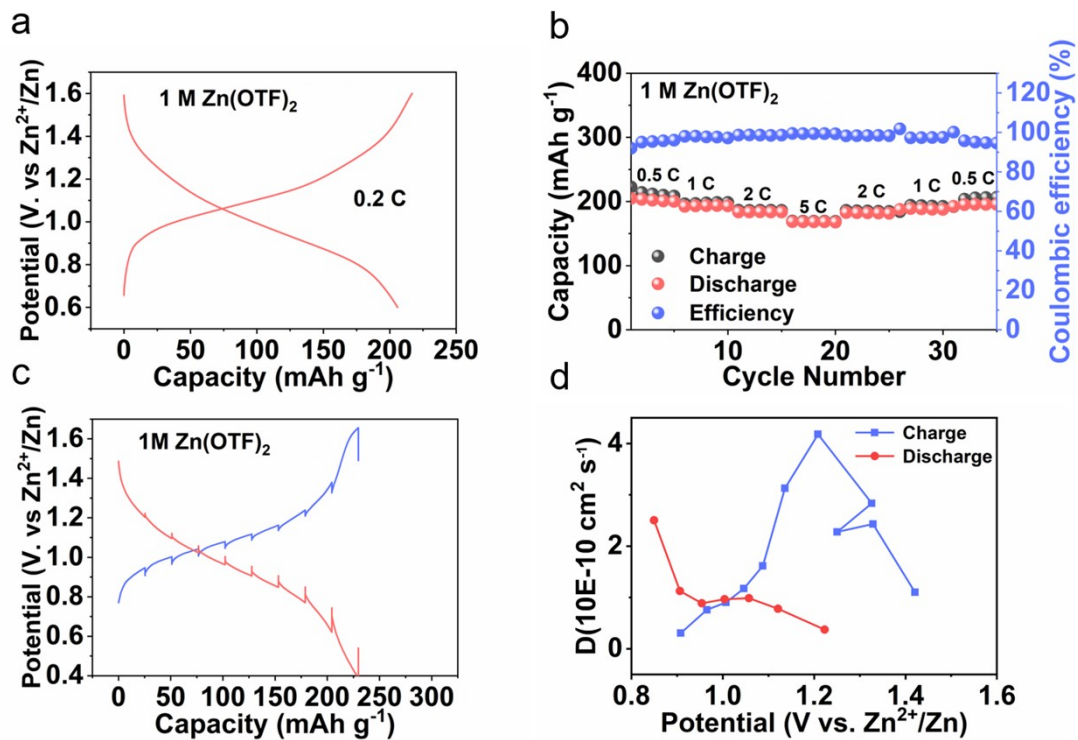 a
Potential (V. vs Zn²⁺/Zn)
1.6
1.4
1.2
1.0
0.8
0.6
1 M Zn(OTF)₂
0.2 C
0
50
100
150
200
250
Capacity (mAh g⁻¹)
b
Capacity (mAh g⁻¹)
400
300
200
100
0
1 M Zn(OTF)₂
0.5 C
1 C
2 C
5 C
2 C
1 C
0.5 C
Charge
Discharge
Efficiency
10
20
30
Cycle Number
120
100
80
60
40
20
0
Coulombic efficiency (%)
c
Potential (V. vs Zn²⁺/Zn)
1.6
1.4
1.2
1.0
0.8
0.6
0.4
1M Zn(OTF)₂
0
50
100
150
200
250
300
Capacity (mAh g⁻¹)
d
D(10E-10 cm² s⁻¹)
4
2
0
Charge
Discharge
0.8
1.0
1.2
1.4
1.6
Potential (V vs. Zn²⁺/Zn)